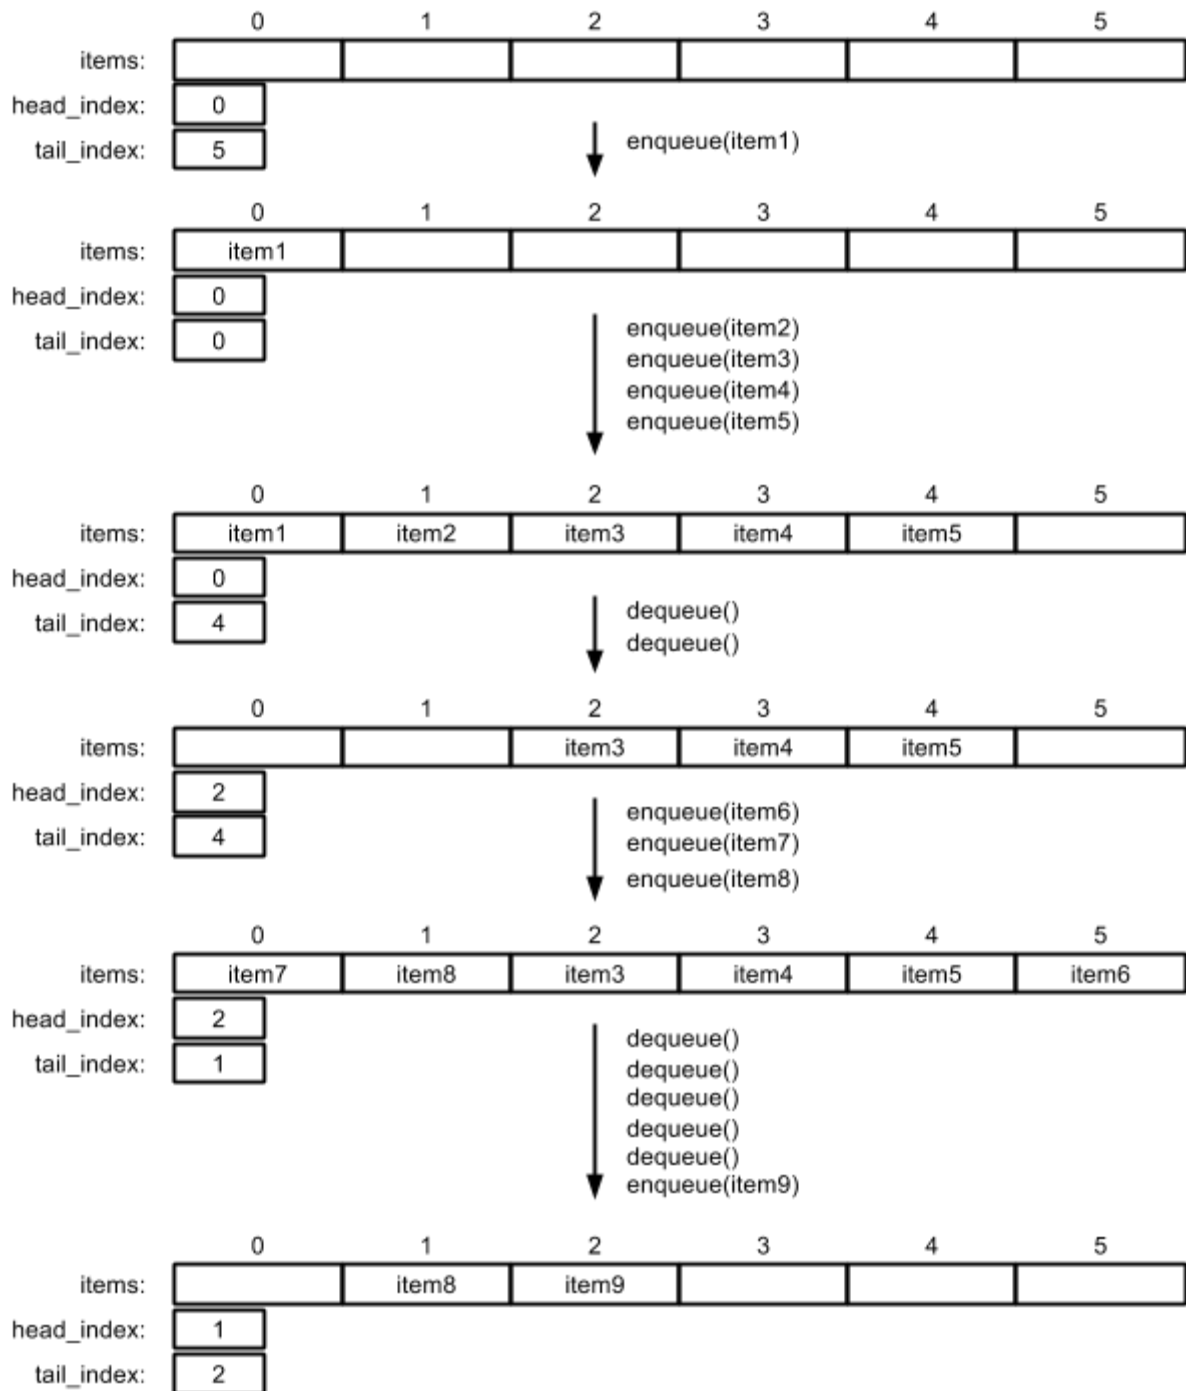 0 1 2 3 4 5
items:
head_index: 0
tail_index: 5
enqueue(item1)
0 1 2 3 4 5
items: item1
head_index: 0
tail_index: 0
enqueue(item2)
enqueue(item3)
enqueue(item4)
enqueue(item5)
0 1 2 3 4 5
items: item1 item2 item3 item4 item5
head_index: 0
tail_index: 4
dequeue()
dequeue()
0 1 2 3 4 5
items: item3 item4 item5
head_index: 2
tail_index: 4
enqueue(item6)
enqueue(item7)
enqueue(item8)
0 1 2 3 4 5
items: item7 item8 item3 item4 item5 item6
head_index: 2
tail_index: 1
dequeue()
dequeue()
dequeue()
dequeue()
dequeue()
enqueue(item9)
0 1 2 3 4 5
items: item8 item9
head_index: 1
tail_index: 2